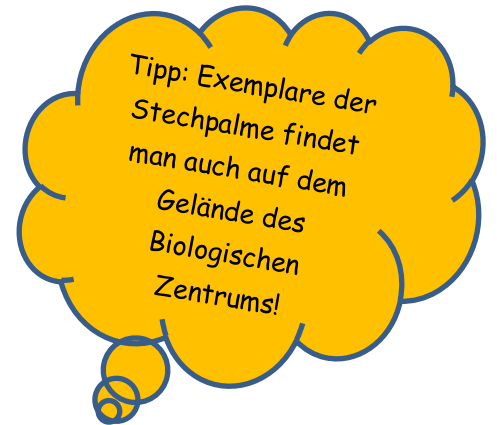 Tipp: Exemplare der
Stechpalme findet
man auch auf dem
Gelände des
Biologischen
Zentrums!